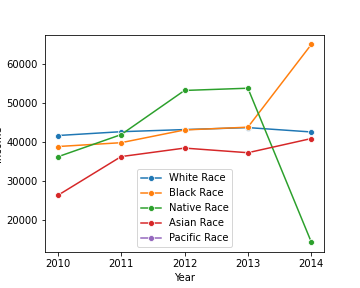 60000
50000
40000
30000
20000
White Race
Black Race
Native Race
Asian Race
Pacific Race
2010 2011 2012 2013 2014
Year